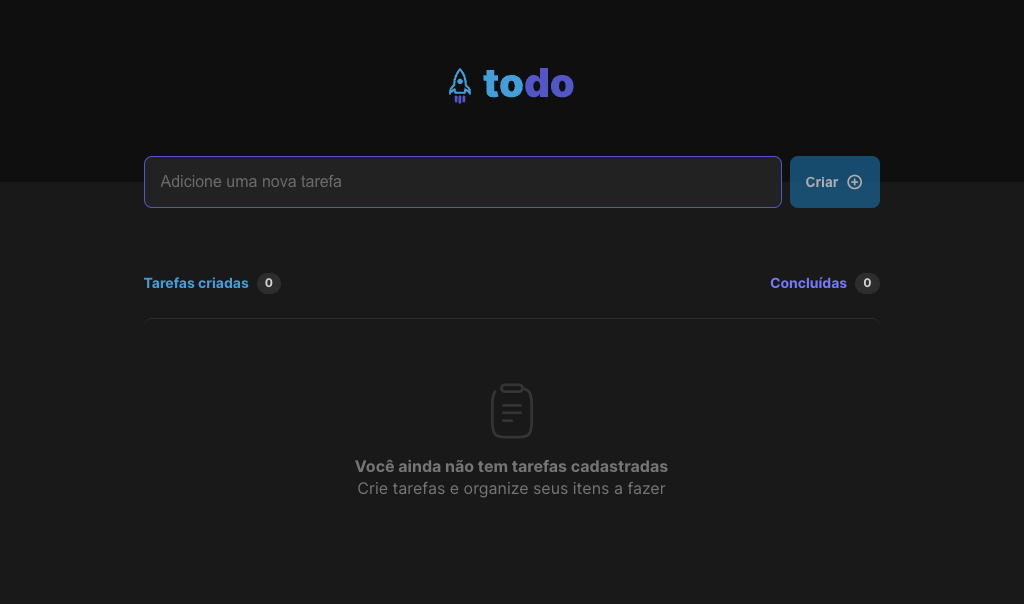 todo
Adicione uma nova tarefa
Criar
Tarefas criadas 0
Concluídas 0
Você ainda não tem tarefas cadastradas
Crie tarefas e organize seus itens a fazer